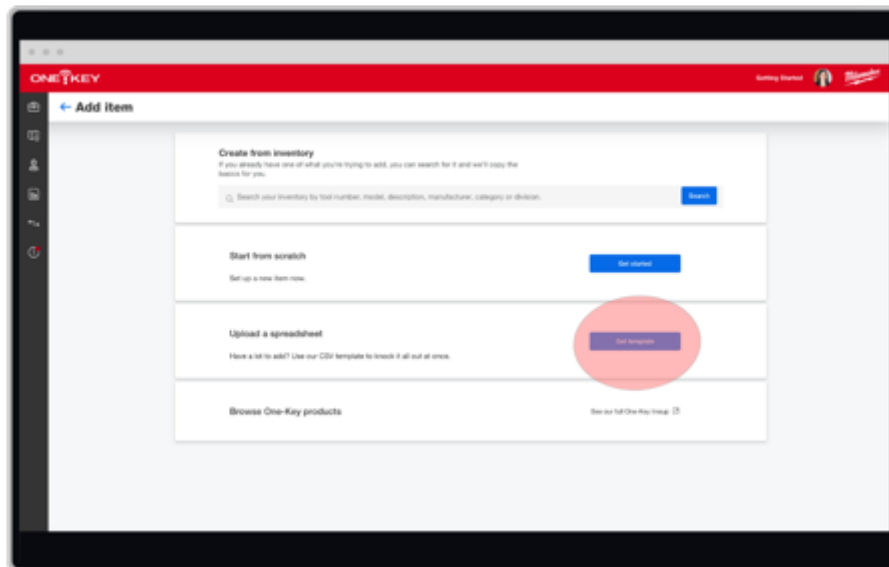 ONE KEY
Getting Started
Milwaukee
← Add item
Create from inventory
If you already have one of what you're trying to add, you can search for it and we'll copy the
basics for you.
Search your inventory by tool number, model, description, manufacturer, category or division.
Search
Start from scratch
Set up a new item now.
Get started
Upload a spreadsheet
Have a lot to add? Use our CSV template to knock it all out at once.
Get template
Browse One-Key products
See our full One-Key lineup